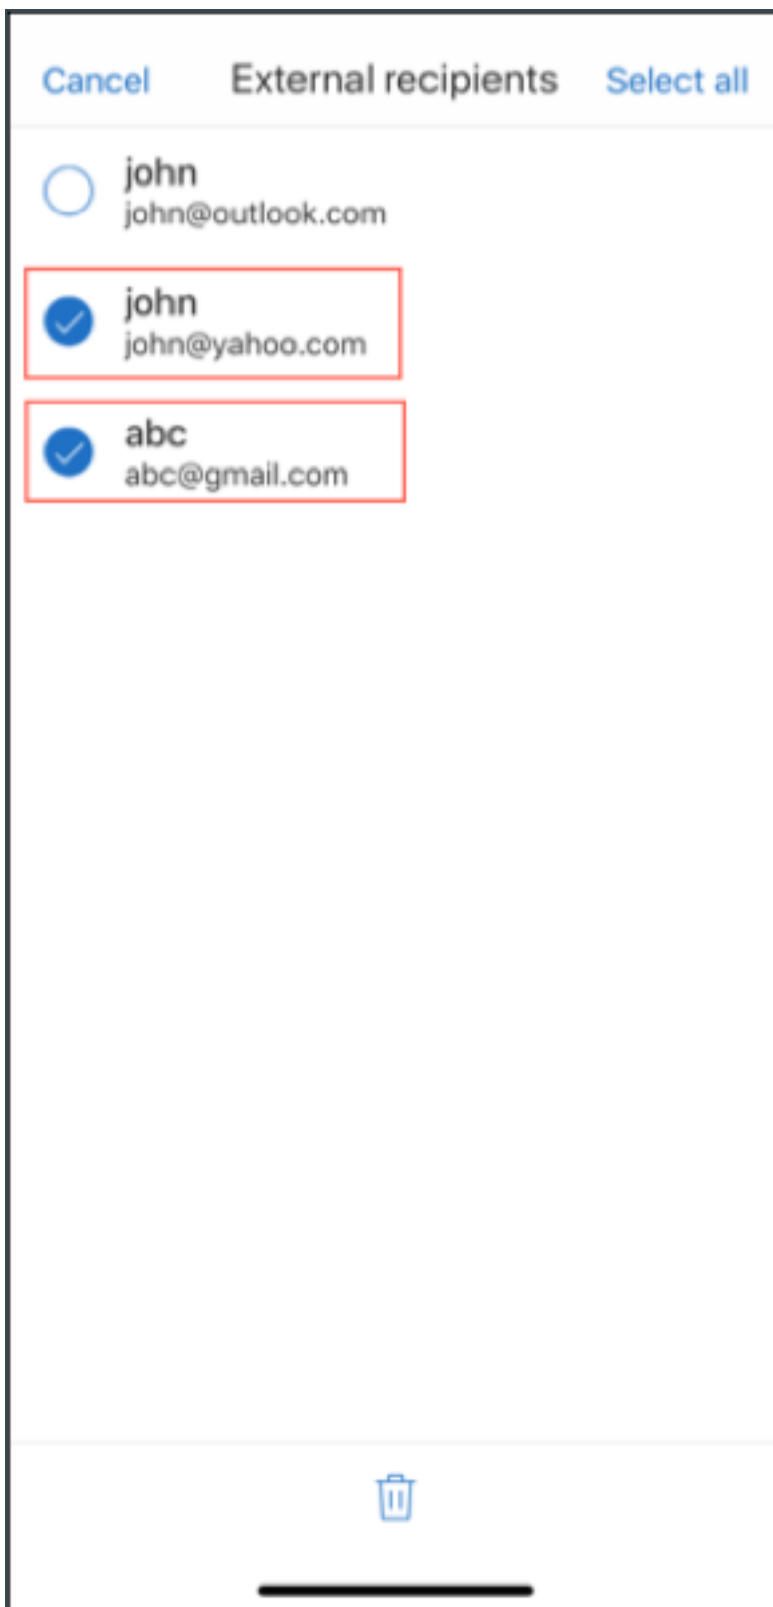 Cancel External recipients Select all
john
john@outlook.com
john
john@yahoo.com
abc
abc@gmail.com